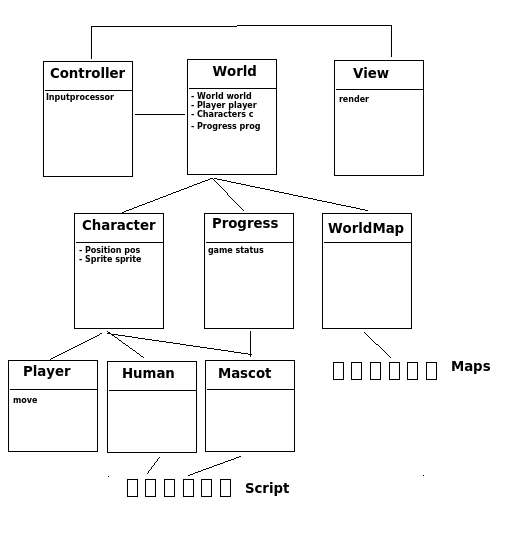 Controller
Inputprocessor
World
- World world
- Player player
- Characters c
- Progress prog
View
render
Character
- Position pos
- Sprite sprite
Progress
game status
WorldMap
Player
move
Human
Mascot
Maps
Script